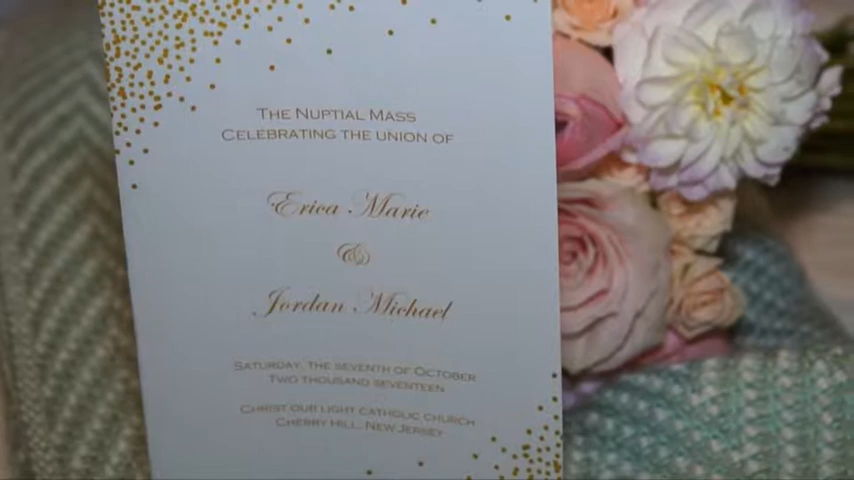 The Nuptial Mass
Celebrating the union of
Erica Marie
&
Jordan Michael
Saturday, the seventh of October
Two thousand seventeen
Christ our Light Catholic Church
Cherry Hill, New Jersey